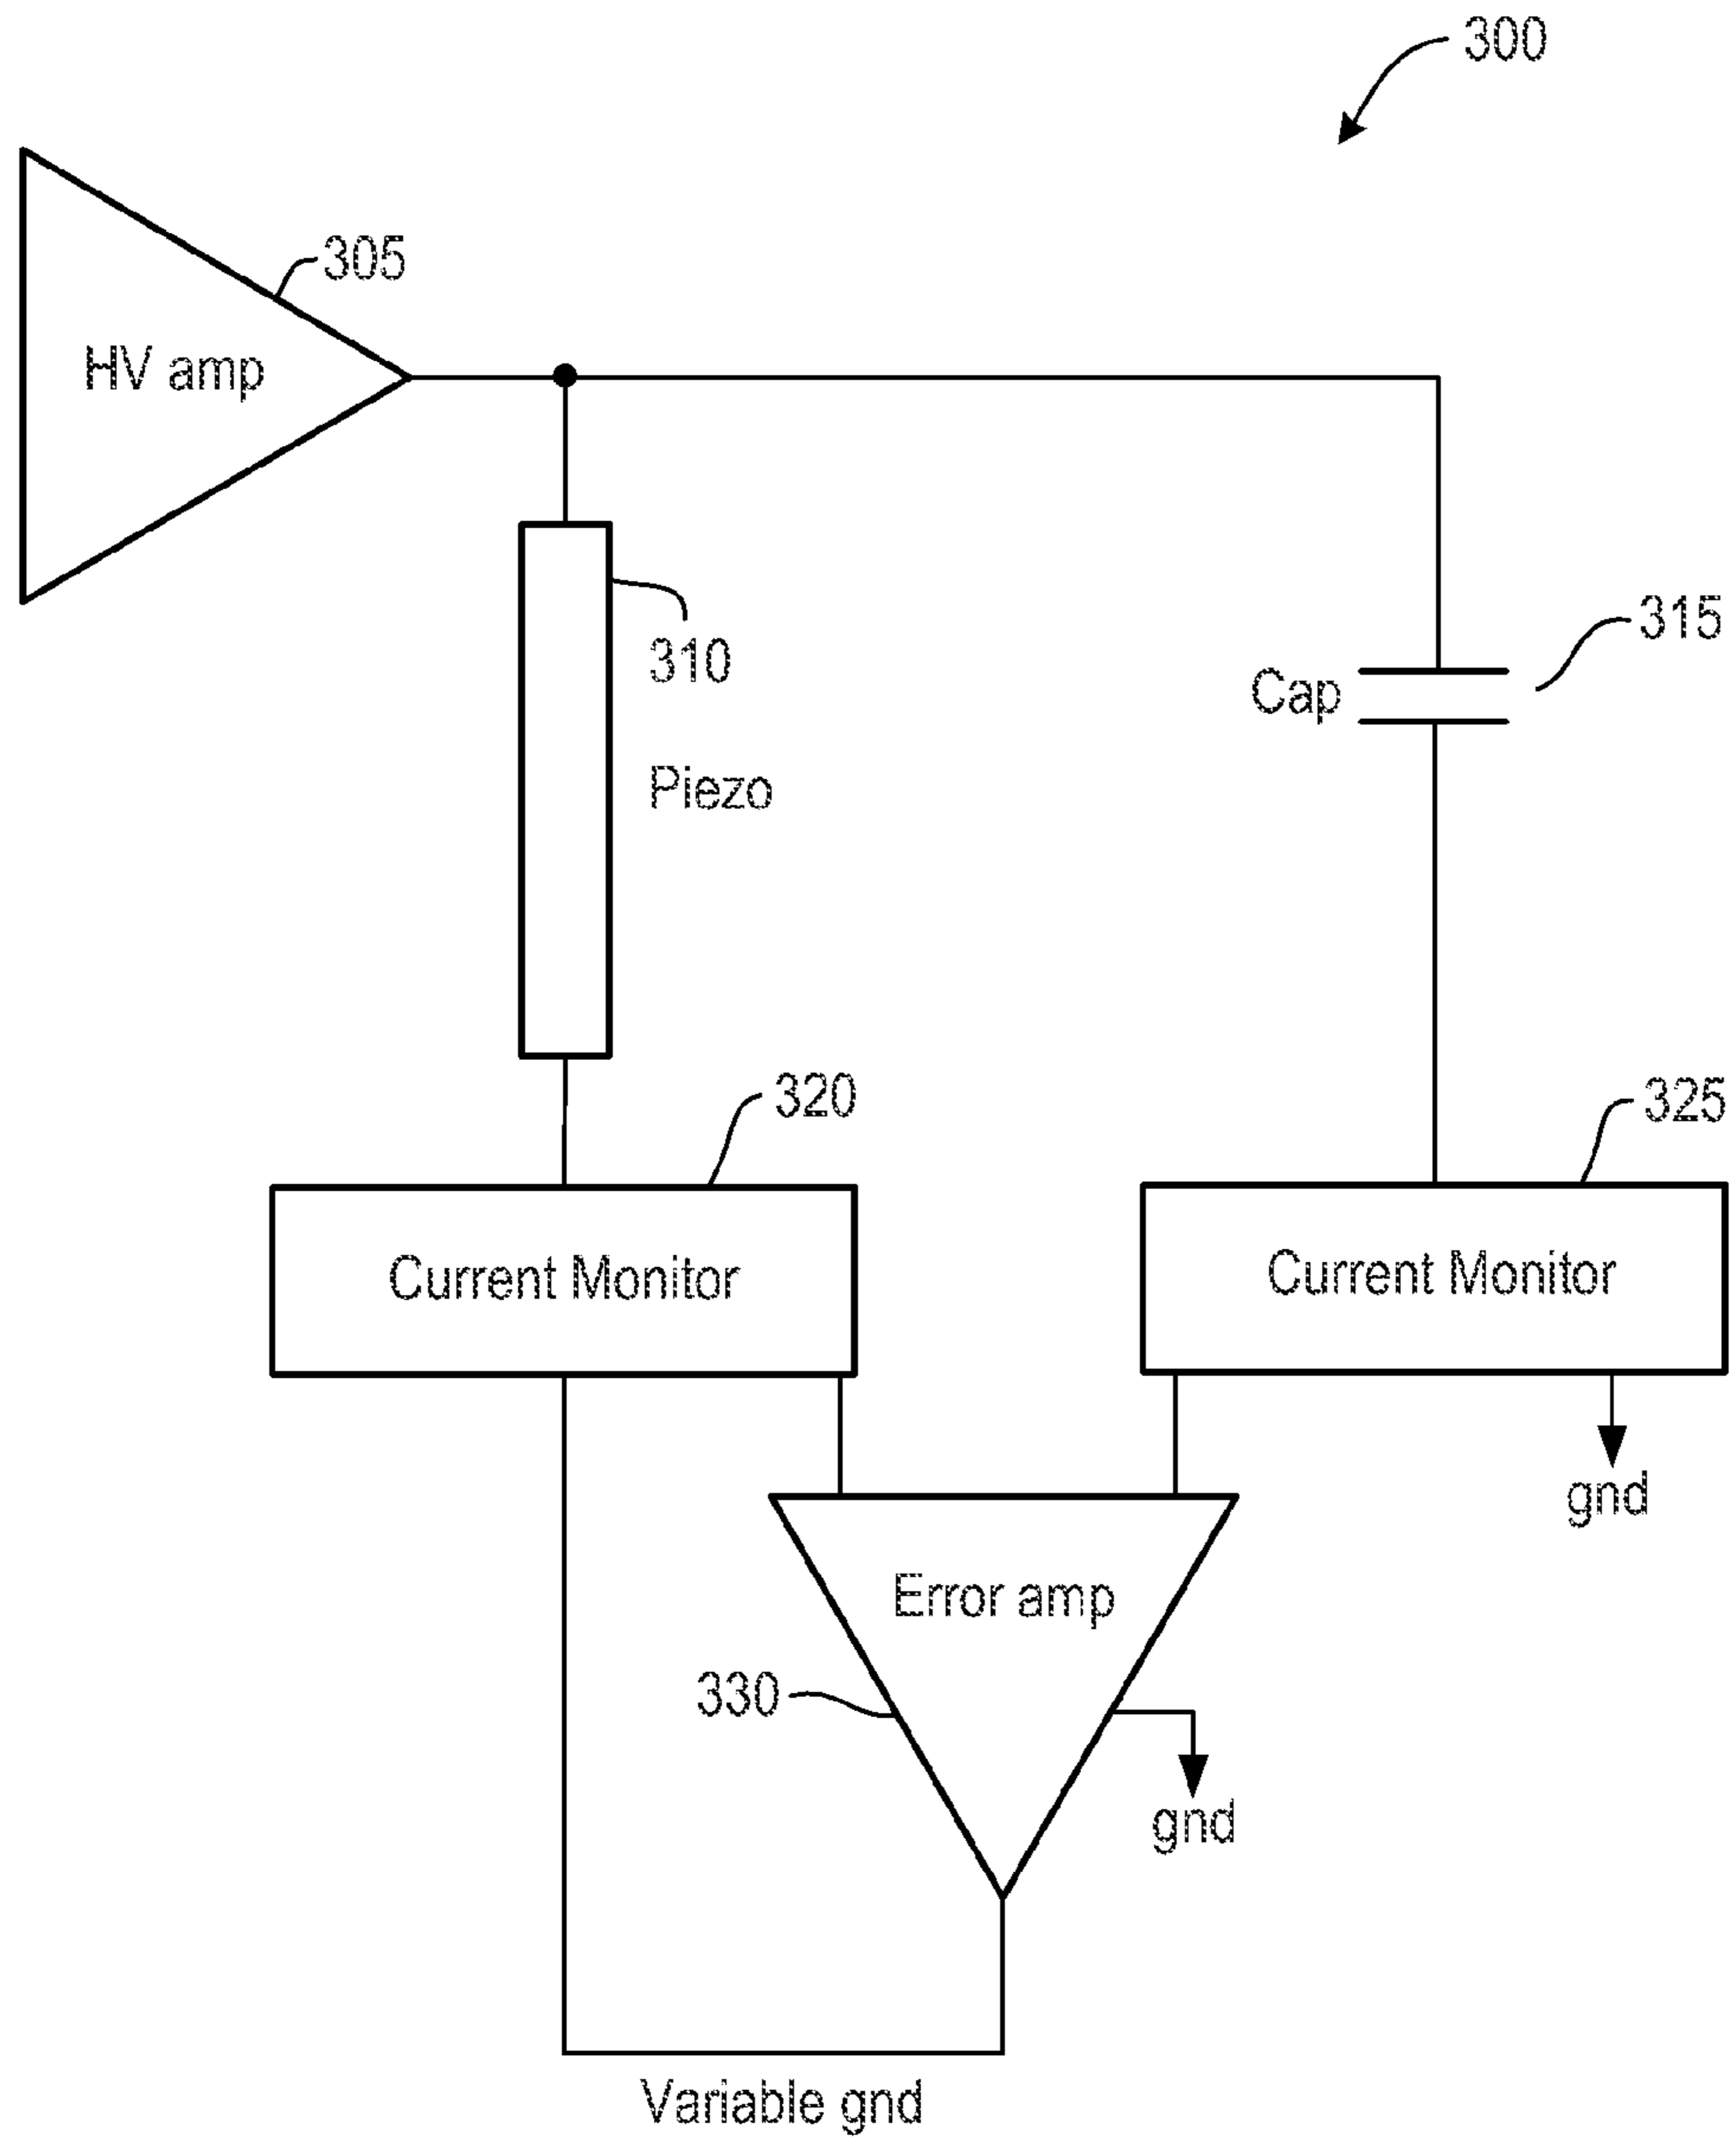 300
305
HV amp
315
310
Cap
Piezo
320
325
Current Monitor
Current Monitor
gnd
Error amp
330
gnd
Variable gnd